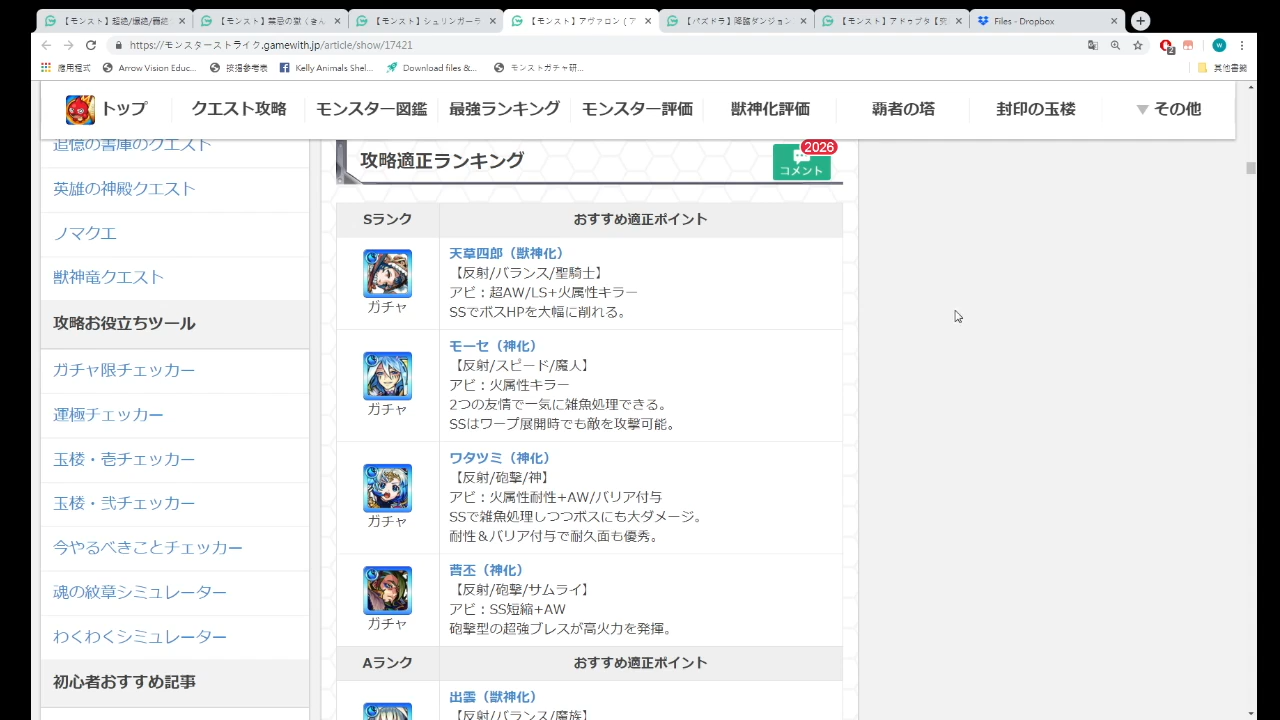 【モンスト】超絶/爆絶/轟絶
【モンスト】禁忌の獄（きん
【モンスト】シュリンガーラ
【モンスト】アヴァロン（ア
【パズドラ】降臨ダンジョン
【モンスト】アドゥブタ【究
Files - Dropbox
https://モンスターストライク.gamewith.jp/article/show/17421
應用程式
Arrow Vision Educ...
Kelly Animals Shel...
Download files &...
モンストガチャ研...
其他書籤
トップ
クエスト攻略
モンスター図鑑
最強ランキング
モンスター評価
獣神化評価
覇者の塔
封印の玉楼
その他
追憶の書庫のクエスト
英雄の神殿クエスト
ノマクエ
獣神竜クエスト
攻略お役立ちツール
ガチャ限チェッカー
運極チェッカー
玉楼・壱チェッカー
玉楼・弐チェッカー
今やるべきことチェッカー
魂の紋章シミュレーター
わくわくシミュレーター
初心者おすすめ記事
攻略適正ランキング
2026
コメント
Sランク
おすすめ適正ポイント
ガチャ
天草四郎（獣神化）
【反射/バランス/聖騎士】
アビ：超AW/LS+火属性キラー
SSでボスHPを大幅に削れる。
ガチャ
モーセ（神化）
【反射/スピード/魔人】
アビ：火属性キラー
2つの友情で一気に雑魚処理できる。
SSはワープ展開時でも敵を攻撃可能。
ガチャ
ワタツミ（神化）
【反射/砲撃/神】
アビ：火属性耐性+AW/バリア付与
SSで雑魚処理しつつボスにも大ダメージ。
耐性＆バリア付与で耐久面も優秀。
ガチャ
曹丕（神化）
【反射/砲撃/サムライ】
アビ：SS短縮+AW
砲撃型の超強ブレスが高火力を発揮。
Aランク
おすすめ適正ポイント
出雲（獣神化）
【反射/バランス/魔族】